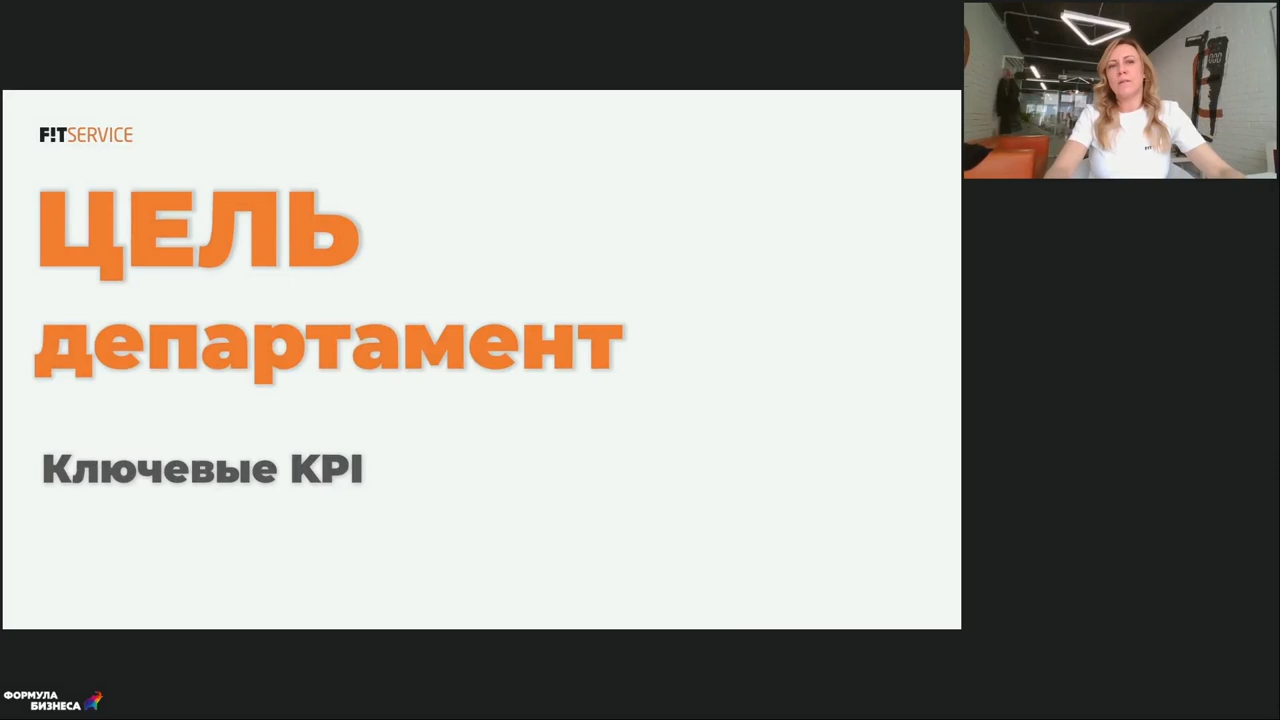 F!TSERVICE
ЦЕЛЬ
департамент
Ключевые KPI
ФОРМУЛА
БИЗНЕСА